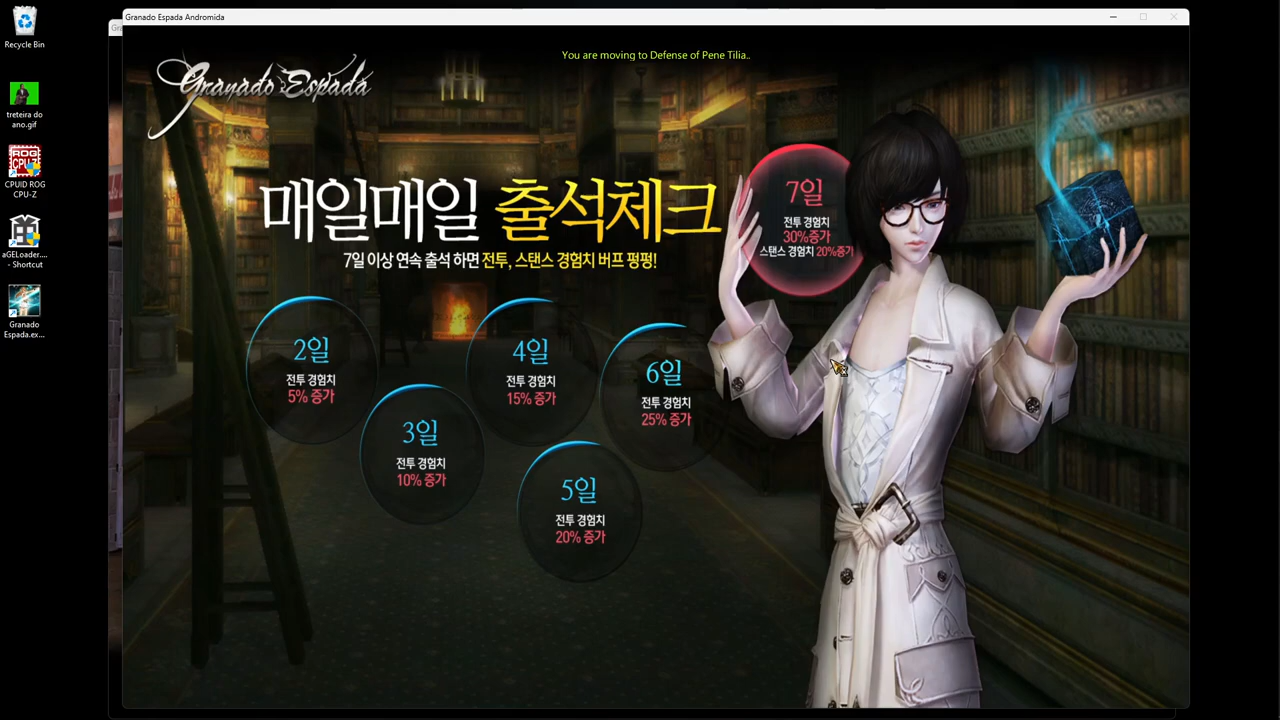 Granado Espada Andromida
Gra
You are moving to Defense of Pene Tilia..
Granado Espada
매일매일 출석체크
7일 이상 연속 출석 하면 전투, 스탠스 경험치 버프 펑펑!
7일
전투 경험치
30%증가
스탠스 경험치 20%증가
2일
전투 경험치
5% 증가
4일
전투 경험치
15% 증가
6일
전투 경험치
25% 증가
3일
전투 경험치
10% 증가
5일
전투 경험치
20% 증가
Recycle Bin
treteira do
ano.gif
ROG
CPU-Z
CPUID ROG
CPU-Z
aGELoader....
- Shortcut
Granado
Espada.ex...